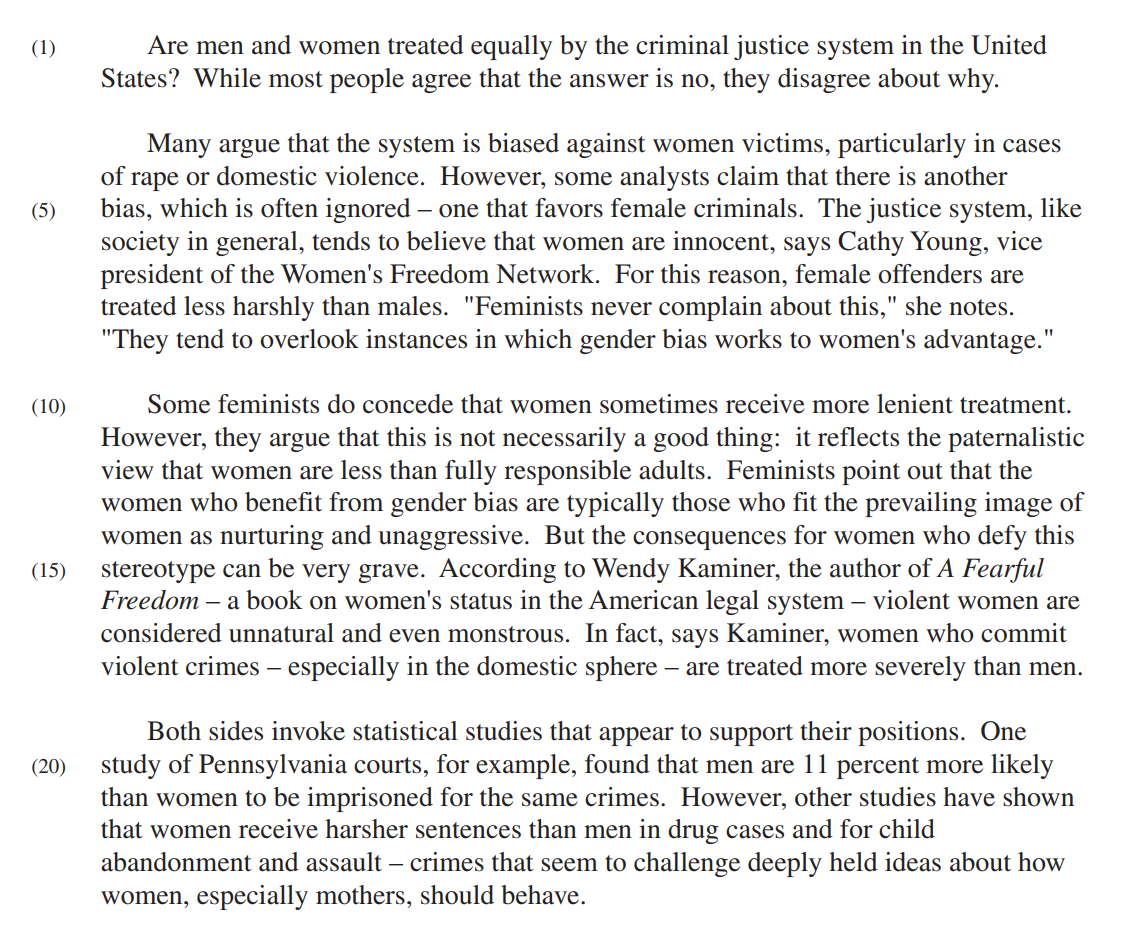 (1) Are men and women treated equally by the criminal justice system in the United
States? While most people agree that the answer is no, they disagree about why.
Many argue that the system is biased against women victims, particularly in cases
of rape or domestic violence. However, some analysts claim that there is another
(5) bias, which is often ignored – one that favors female criminals. The justice system, like
society in general, tends to believe that women are innocent, says Cathy Young, vice
president of the Women's Freedom Network. For this reason, female offenders are
treated less harshly than males. "Feminists never complain about this," she notes.
"They tend to overlook instances in which gender bias works to women's advantage."
(10) Some feminists do concede that women sometimes receive more lenient treatment.
However, they argue that this is not necessarily a good thing: it reflects the paternalistic
view that women are less than fully responsible adults. Feminists point out that the
women who benefit from gender bias are typically those who fit the prevailing image of
women as nurturing and unaggressive. But the consequences for women who defy this
(15) stereotype can be very grave. According to Wendy Kaminer, the author of A Fearful
Freedom – a book on women's status in the American legal system – violent women are
considered unnatural and even monstrous. In fact, says Kaminer, women who commit
violent crimes – especially in the domestic sphere – are treated more severely than men.
Both sides invoke statistical studies that appear to support their positions. One
(20) study of Pennsylvania courts, for example, found that men are 11 percent more likely
than women to be imprisoned for the same crimes. However, other studies have shown
that women receive harsher sentences than men in drug cases and for child
abandonment and assault – crimes that seem to challenge deeply held ideas about how
women, especially mothers, should behave.